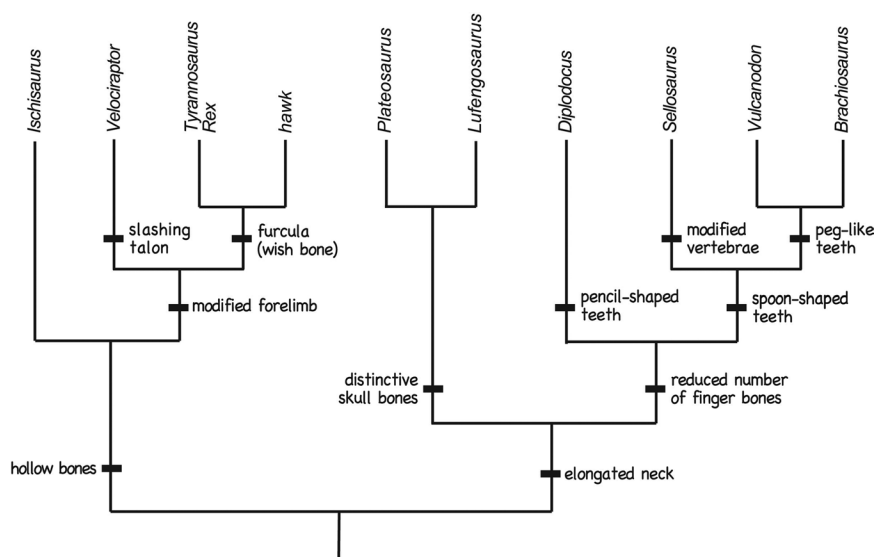 Ischisaurus
Velociraptor
Tyrannosaurus
Rex
hawk
Plateosaurus
Lufengosaurus
Diplodocus
Sellosaurus
Vulcanodon
Brachiosaurus
slashing
talon
furcula
(wish bone)
modified
vertebrae
peg-like
teeth
modified forelimb
pencil-shaped
teeth
spoon-shaped
teeth
distinctive
skull bones
reduced number
of finger bones
hollow bones
elongated neck